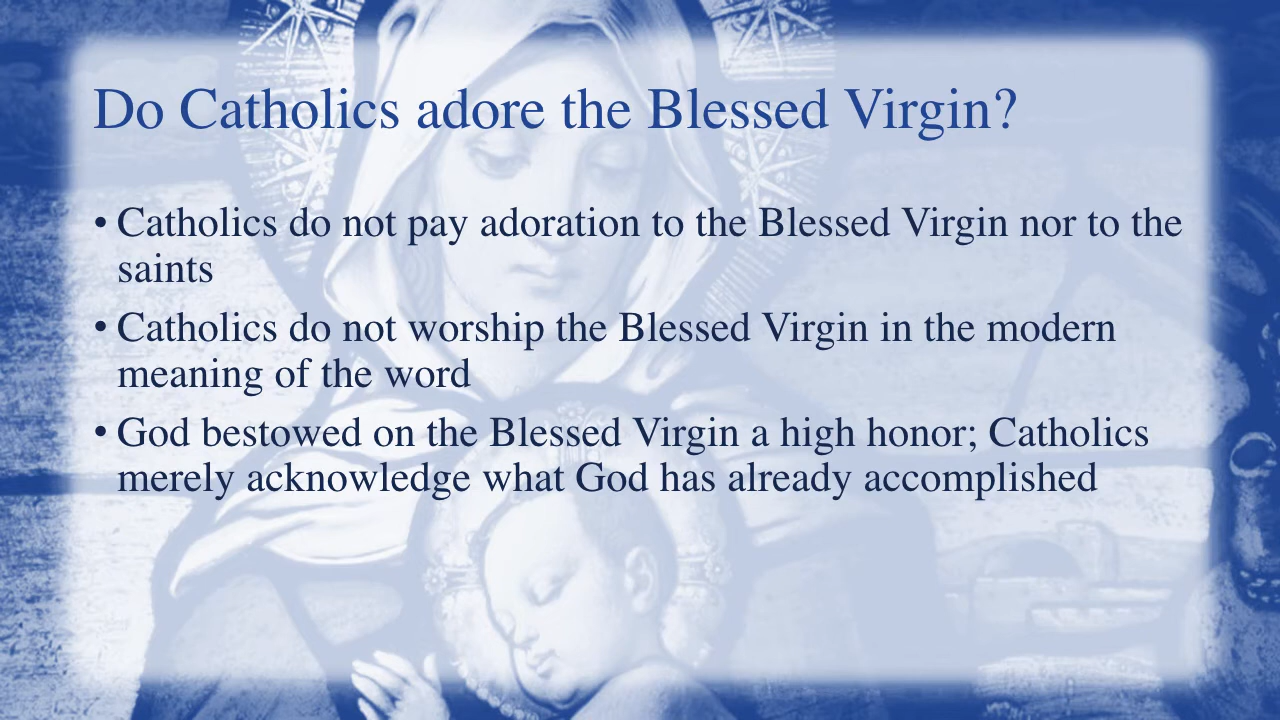 Do Catholics adore the Blessed Virgin?
• Catholics do not pay adoration to the Blessed Virgin nor to the
saints
• Catholics do not worship the Blessed Virgin in the modern
meaning of the word
• God bestowed on the Blessed Virgin a high honor; Catholics
merely acknowledge what God has already accomplished